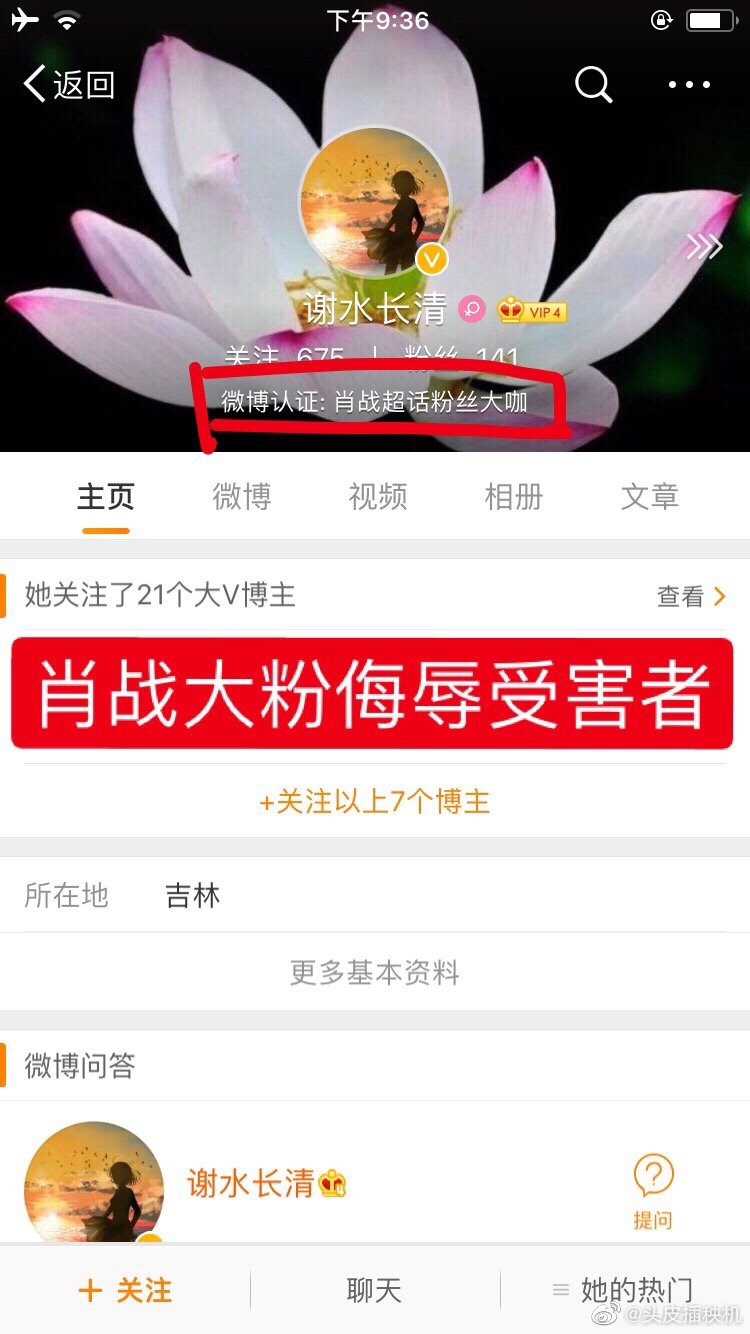 下午9:36
返回
谢水长清 VIP 4
关注 675 | 粉丝 141
微博认证: 肖战超话粉丝大咖
主页 微博 视频 相册 文章
她关注了21个大V博主 查看
肖战大粉侮辱受害者
+关注以上7个博主
所在地 吉林
更多基本资料
微博问答
谢水长清
提问
+ 关注 聊天 她的热门
@头皮插秧机